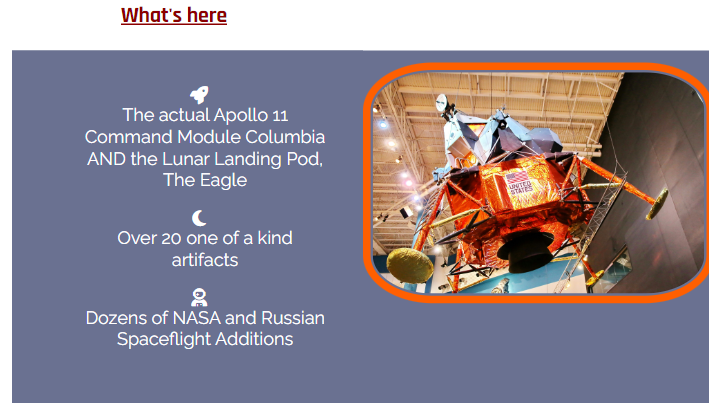 What's here
The actual Apollo 11
Command Module Columbia
AND the Lunar Landing Pod,
The Eagle
Over 20 one of a kind
artifacts
Dozens of NASA and Russian
Spaceflight Additions
UNITED
STATES